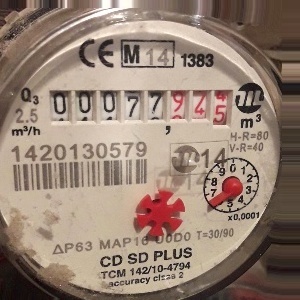 CE M14 1383
Q3
2.5
m³/h
00077,945
m³
H-R=80
V-R=40
1420130579
14
x0,0001
ΔP63 MAP16 U0D0 T=30/90
CD SD PLUS
TCM 142/10-4794
accuracy class 2